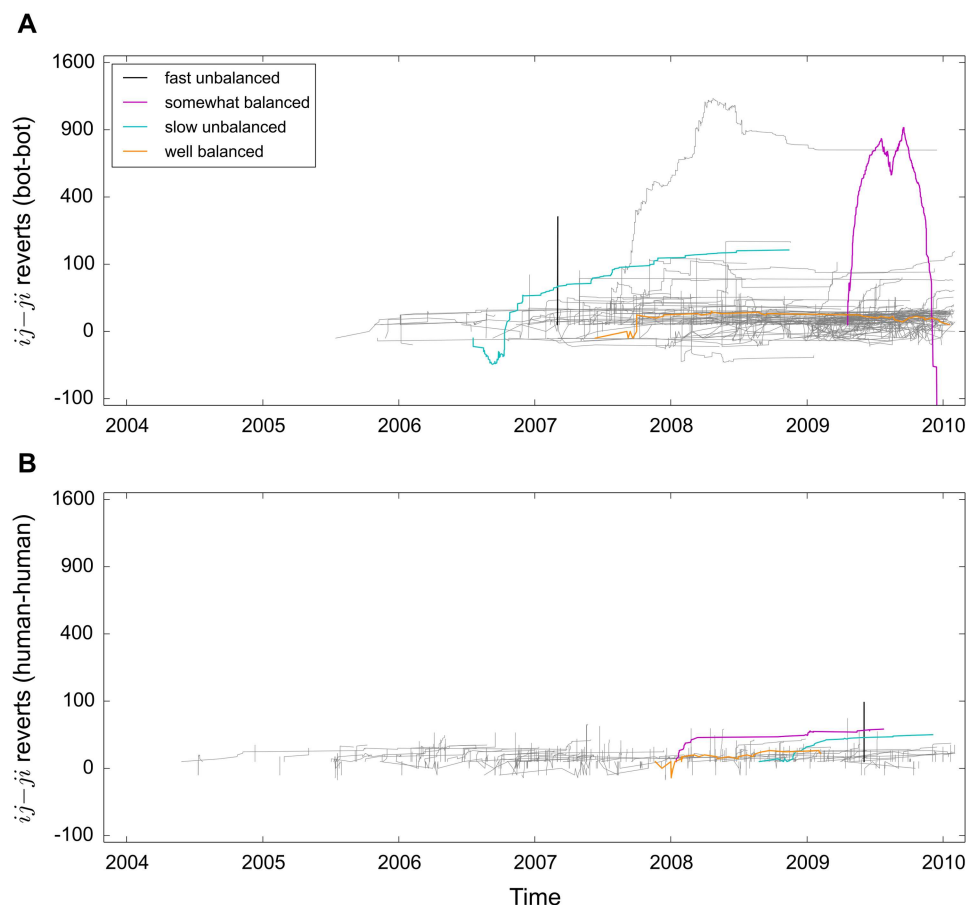 A
ij−ji reverts (bot-bot)
1600
900
400
100
0
-100
fast unbalanced
somewhat balanced
slow unbalanced
well balanced
2004 2005 2006 2007 2008 2009 2010
B
ij−ji reverts (human-human)
1600
900
400
100
0
-100
2004 2005 2006 2007 2008 2009 2010
Time